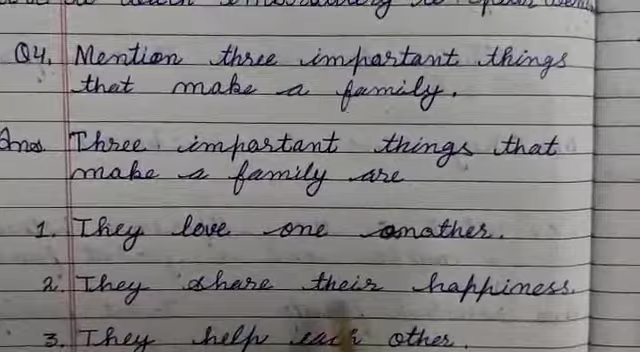 Q4. Mention three important things
that make a family.
Ans. Three important things that
make a family are
1. They love one another.
2. They share their happiness.
3. They help each other.